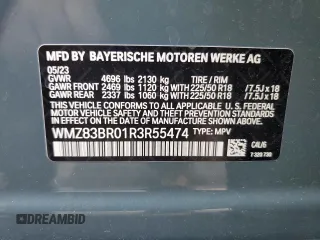 MFD BY BAYERISCHE MOTOREN WERKE AG
05/23
GVWR 4696 lbs 2130 kg TIRE / RIM
GAWR FRONT 2469 lbs 1120 kg WITH 225/50 R18 /7.5J x 18
GAWR REAR 2337 lbs 1060 kg WITH 225/50 R18 /7.5J x 18
THIS VEHICLE CONFORMS TO ALL APPLICABLE U.S. FEDERAL
MOTOR VEHICLE SAFETY, BUMPER, AND THEFT PREVENTION
STANDARDS IN EFFECT ON THE DATE OF MANUFACTURE SHOWN ABOVE.
WMZ83BR01R3R55474 TYPE: MPV
DREAMBID